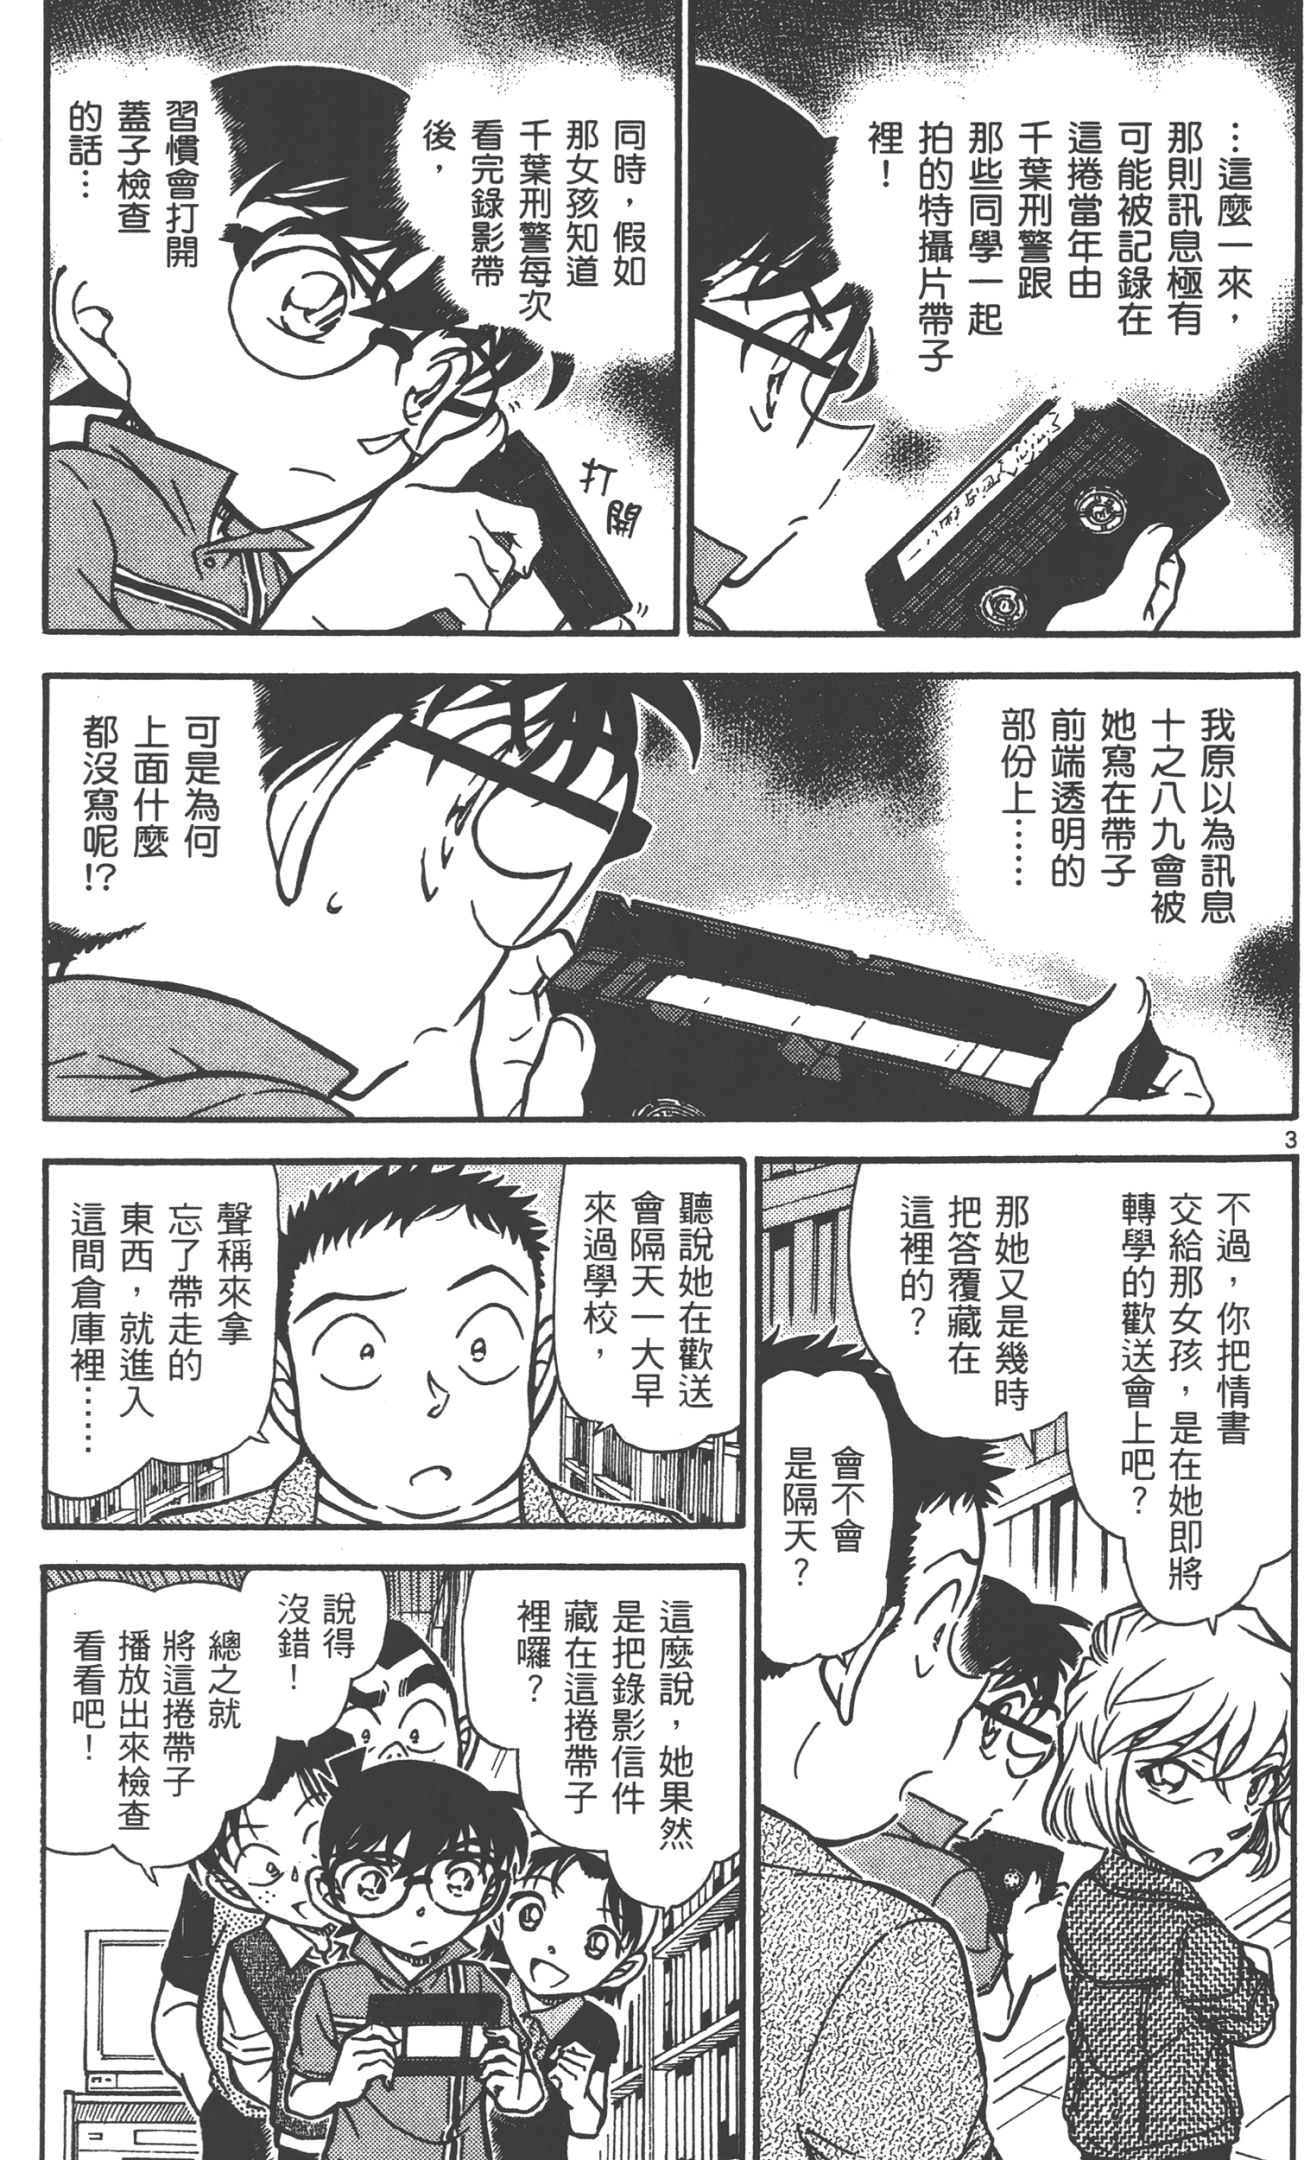 …這麼一來，
那則訊息極有
可能被記錄在
這捲當年由
千葉刑警跟
那些同學一起
拍的特攝片帶子
裡！
同時，假如
那女孩知道
千葉刑警每次
看完錄影帶
後，
習慣會打開
蓋子檢查
的話…
打開
我原以為訊息
十之八九會被
她寫在帶子
前端透明的
部份上……
可是為何
上面什麼
都沒寫呢!?
3
不過，你把情書
交給那女孩，是在她即將
轉學的歡送會上吧？
那她又是幾時
把答覆藏在
這裡的？
會不會
是隔天？
聽說她在歡送
會隔天一大早
來過學校，
聲稱來拿
忘了帶走的
東西，就進入
這間倉庫裡……
這麼說，她果然
是把錄影信件
藏在這捲帶子
裡囉？
說得
沒錯！
總之就
將這捲帶子
播放出來檢查
看看吧！